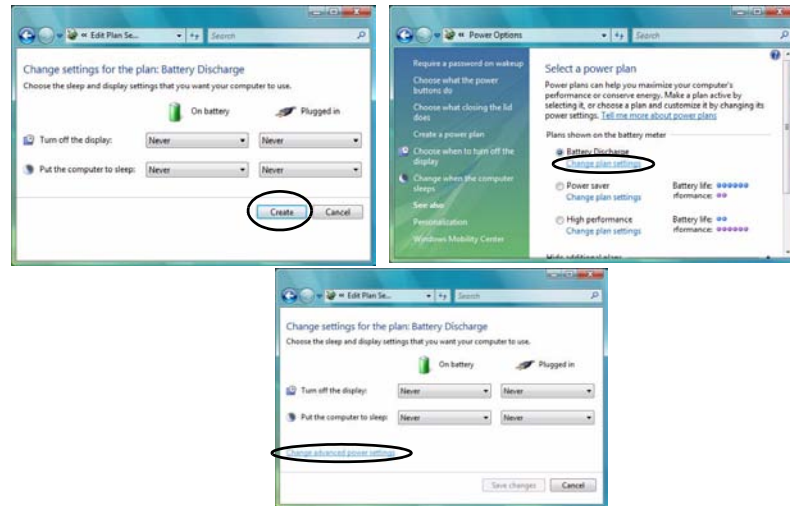 Edit Plan Se...
Search
Change settings for the plan: Battery Discharge
Choose the sleep and display settings that you want your computer to use.
On battery
Plugged in
Turn off the display:
Never
Never
Put the computer to sleep:
Never
Never
Create
Cancel
Power Options
Search
Require a password on wakeup
Choose what the power
buttons do
Choose what closing the lid
does
Create a power plan
Choose when to turn off the
display
Change when the computer
sleeps
See also
Personalization
Windows Mobility Center
Select a power plan
Power plans can help you maximize your computer's
performance or conserve energy. Make a plan active by
selecting it, or choose a plan and customize it by changing its
power settings. Tell me more about power plans
Plans shown on the battery meter
Battery Discharge
Change plan settings
Power saver
Battery life:
Change plan settings
rformance:
High performance
Battery life:
Change plan settings
rformance:
Hide additional plans
Edit Plan Se...
Search
Change settings for the plan: Battery Discharge
Choose the sleep and display settings that you want your computer to use.
On battery
Plugged in
Turn off the display:
Never
Never
Put the computer to sleep:
Never
Never
Change advanced power settings
Save changes
Cancel